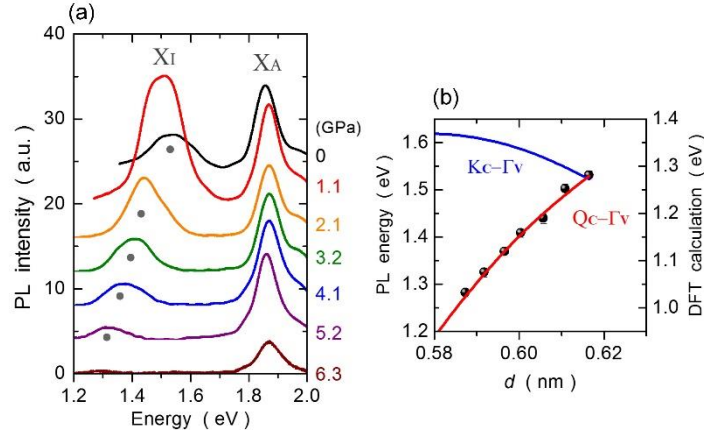 (a)
40
30
20
10
0
PL intensity ( a.u. )
X_I
X_A
(GPa)
0
1.1
2.1
3.2
4.1
5.2
6.3
1.2 1.4 1.6 1.8 2.0
Energy ( eV )
(b)
1.6
1.5
1.4
1.3
1.2
PL energy ( eV )
Kc–Γv
Qc–Γv
1.4
1.3
1.2
1.1
1.0
DFT calculation ( eV )
0.58 0.60 0.62
d ( nm )